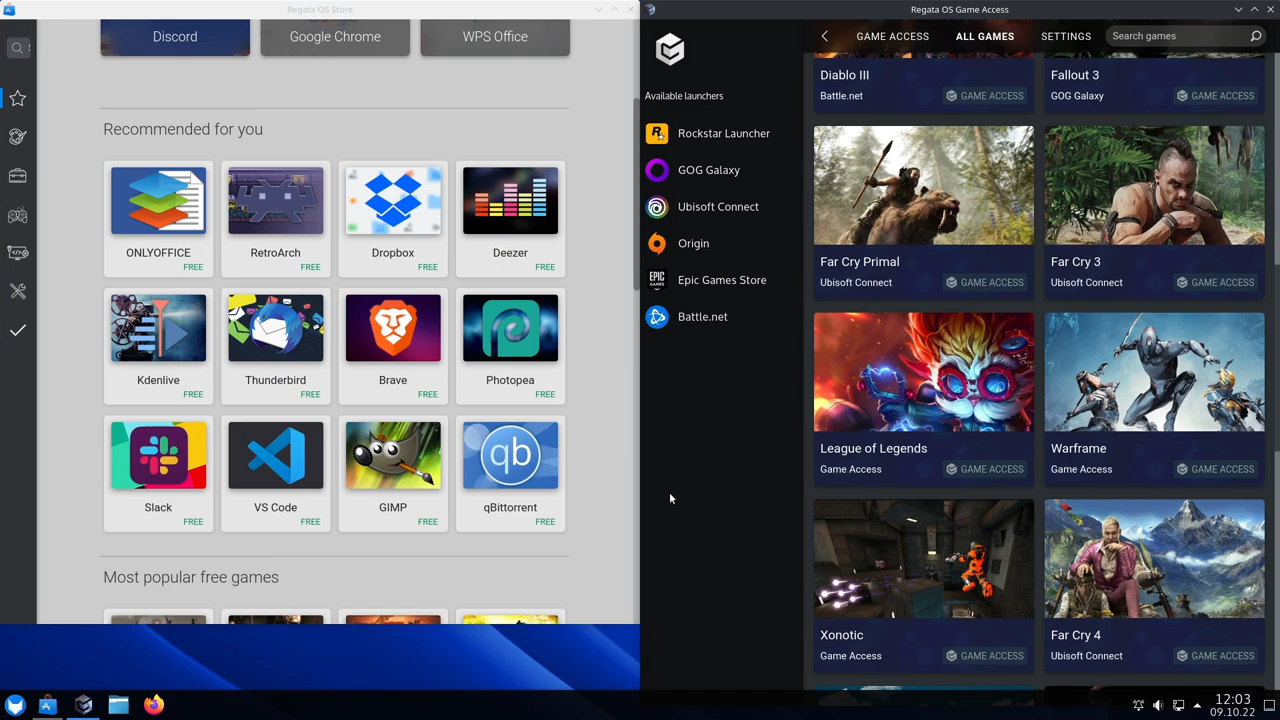 Regata OS Store
Discord
Google Chrome
WPS Office
Recommended for you
ONLYOFFICE
FREE
RetroArch
FREE
Dropbox
FREE
Deezer
FREE
Kdenlive
FREE
Thunderbird
FREE
Brave
FREE
Photopea
FREE
Slack
FREE
VS Code
FREE
GIMP
FREE
qb
qBittorrent
FREE
Most popular free games
Regata OS Game Access
GAME ACCESS
ALL GAMES
SETTINGS
Search games
Available launchers
R
Rockstar Launcher
GOG Galaxy
Ubisoft Connect
Origin
EPIC
GAMES
Epic Games Store
Battle.net
Diablo III
Battle.net
GAME ACCESS
Fallout 3
GOG Galaxy
GAME ACCESS
Far Cry Primal
Ubisoft Connect
GAME ACCESS
Far Cry 3
Ubisoft Connect
GAME ACCESS
League of Legends
Game Access
GAME ACCESS
Warframe
Game Access
GAME ACCESS
Xonotic
Game Access
GAME ACCESS
Far Cry 4
Ubisoft Connect
GAME ACCESS
12:03
09.10.22